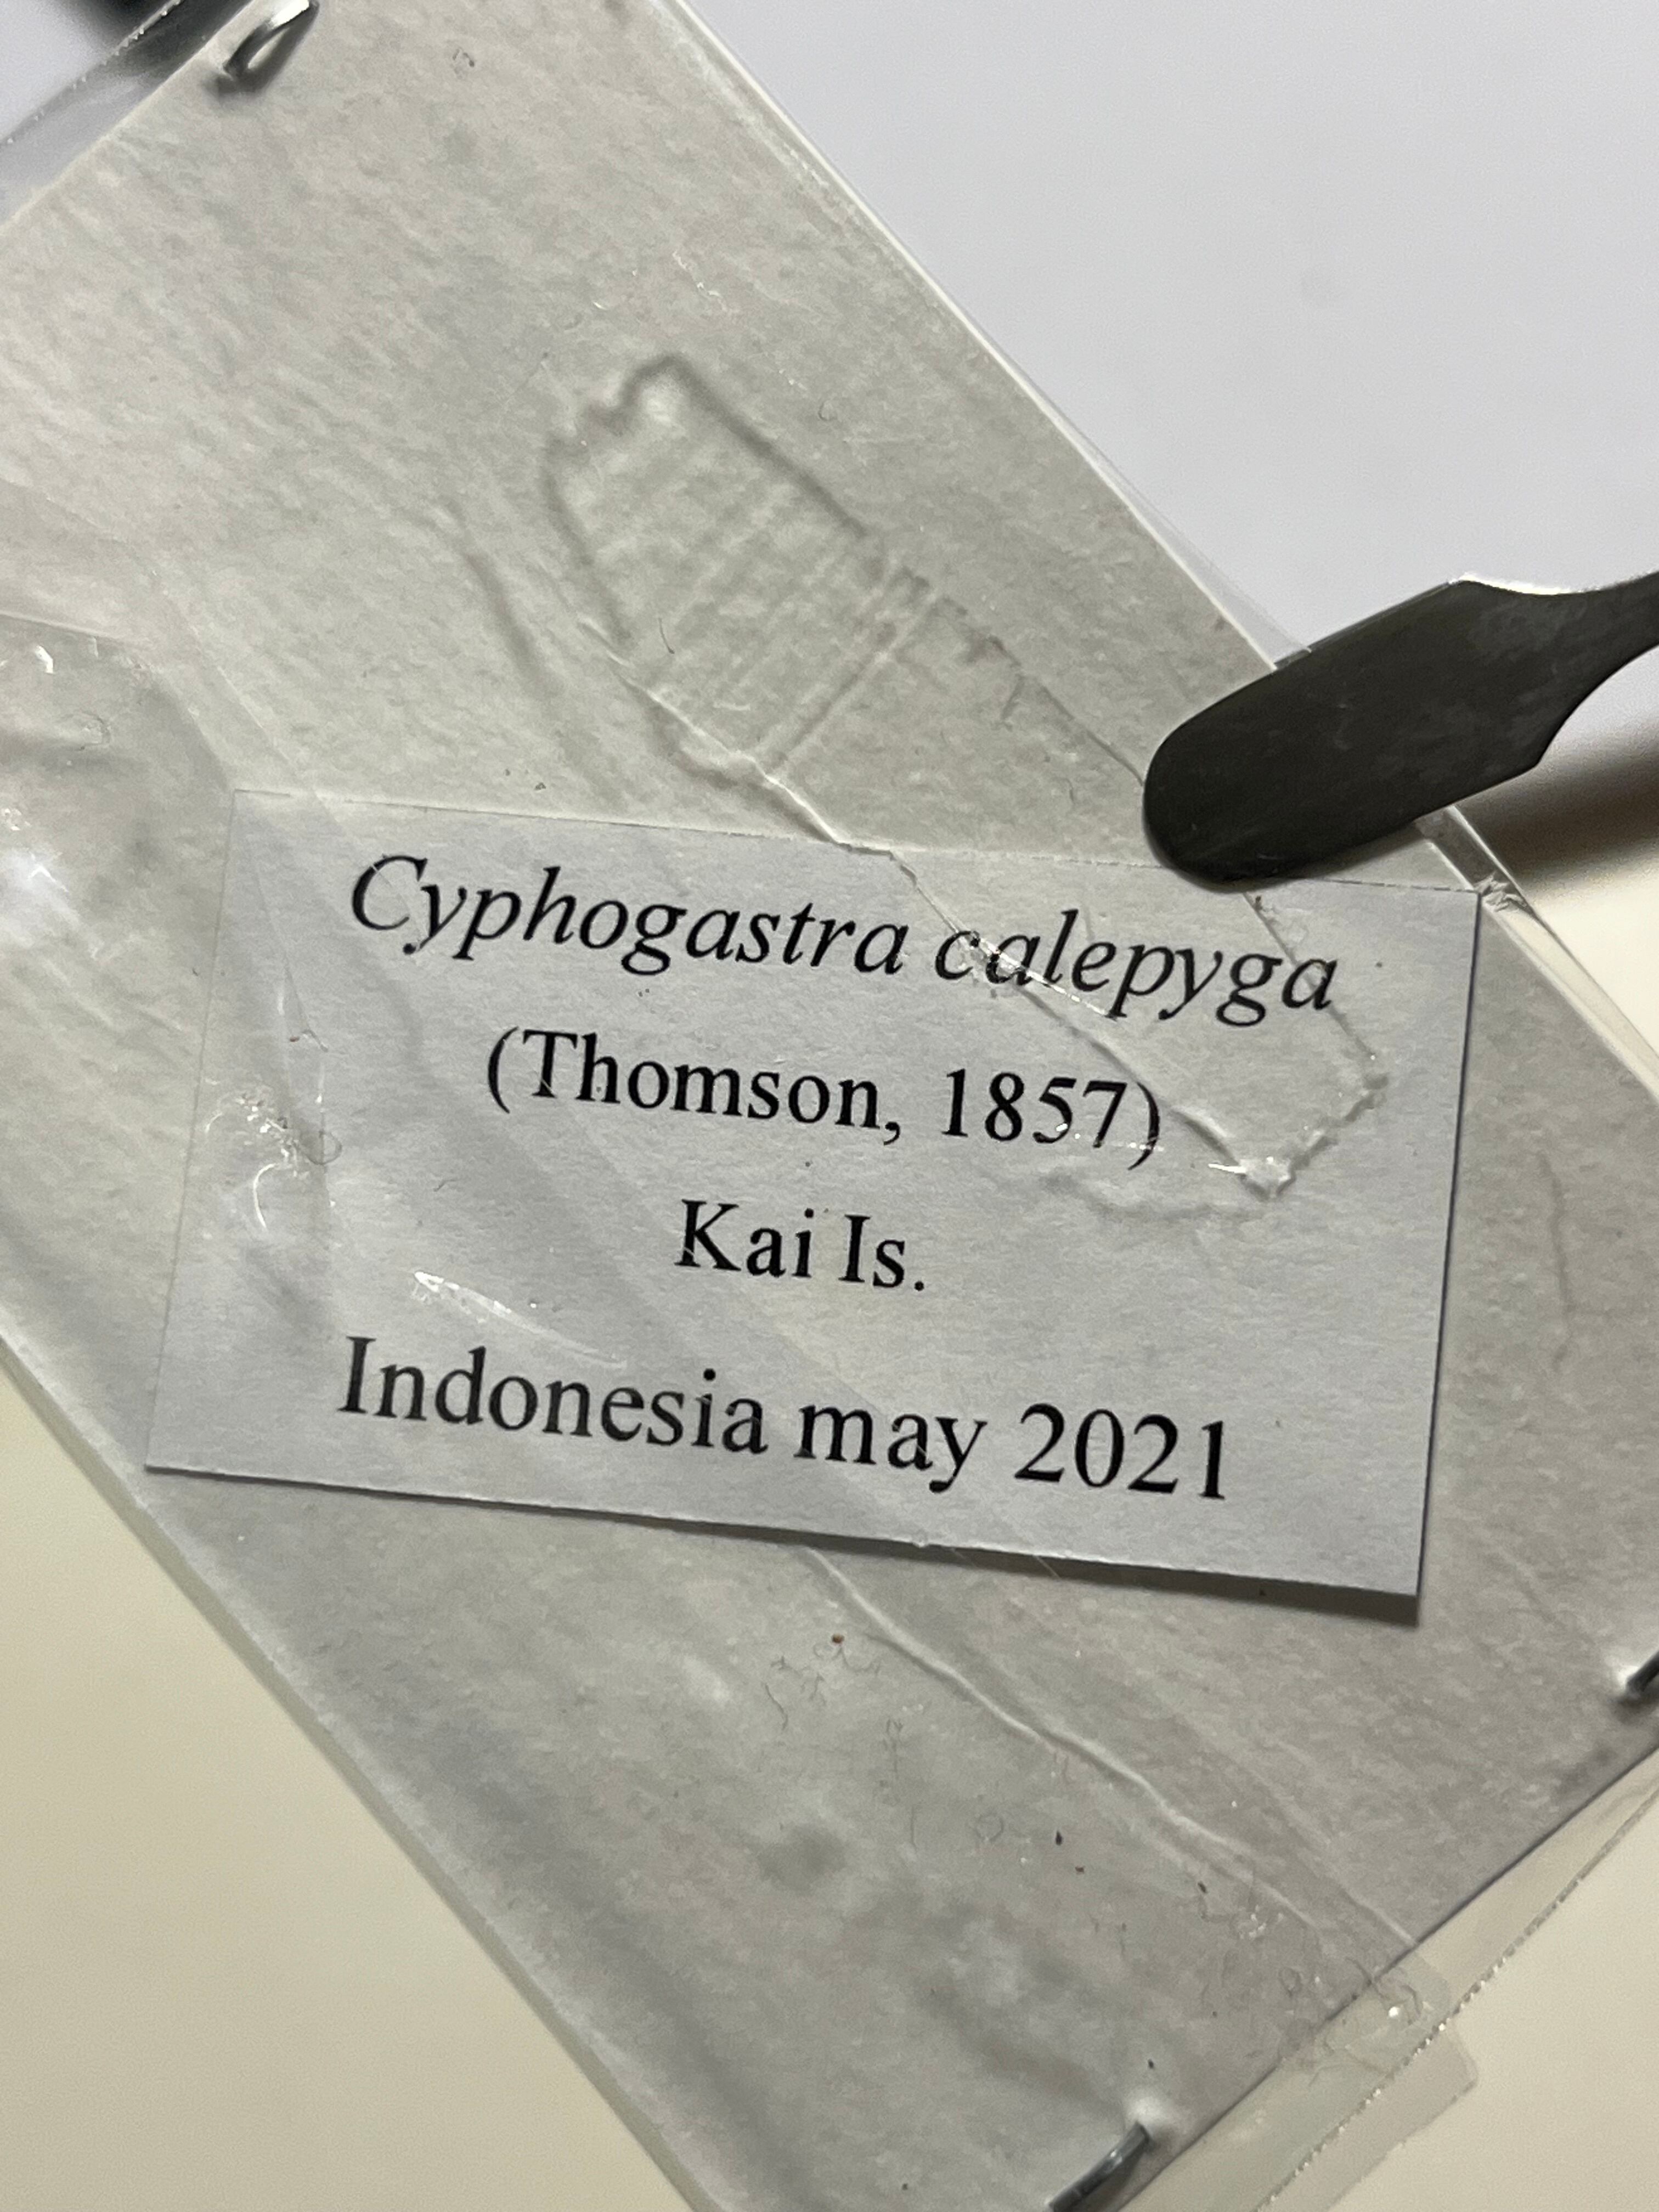 Cyphogastra calepyga
(Thomson, 1857)
Kai Is.
Indonesia may 2021